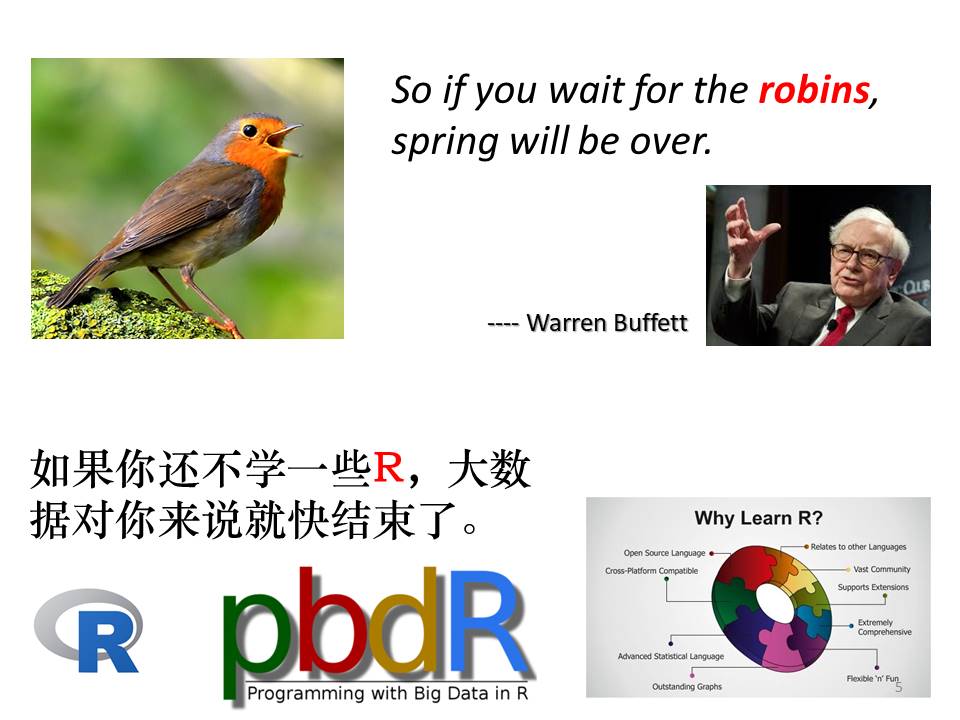 So if you wait for the robins,
spring will be over.
---- Warren Buffett
如果你还不学一些R，大数
据对你来说就快结束了。
R
pbdR
Programming with Big Data in R
Why Learn R?
Open Source Language
Relates to other Languages
Cross-Platform Compatible
Vast Community
Supports Extensions
Extremely
Comprehensive
Advanced Statistical Language
Flexible 'n' Fun
Outstanding Graphs
5